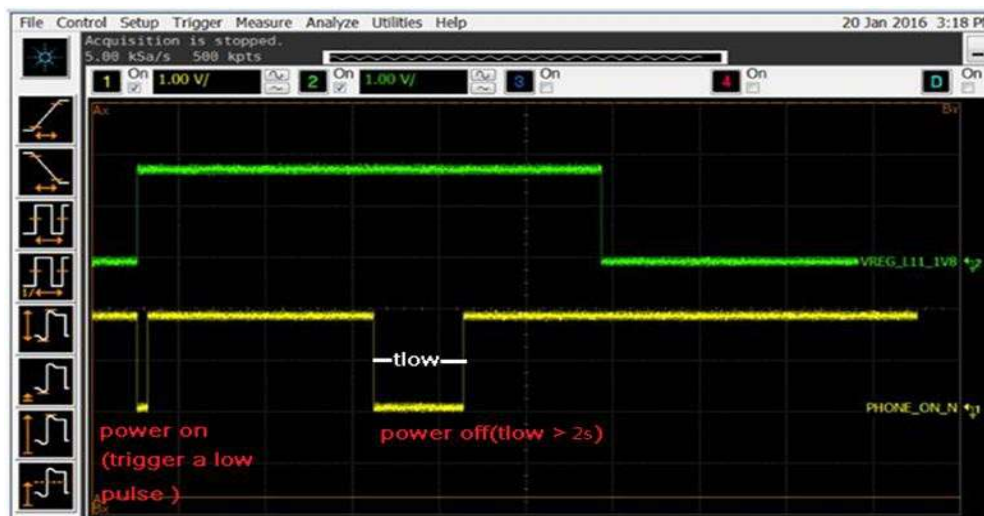 File Control Setup Trigger Measure Analyze Utilities Help 20 Jan 2016 3:18 PM
Acquisition is stopped.
5.00 kSa/s 500 kpts
1 On 1.00 V/ 2 On 1.00 V/ 3 On 4 On D On
Ax Bx
VREG_L11_1V8
tlow
PHONE_ON_N
power on power off(tlow > 2s)
(trigger a low
pulse )
Bx